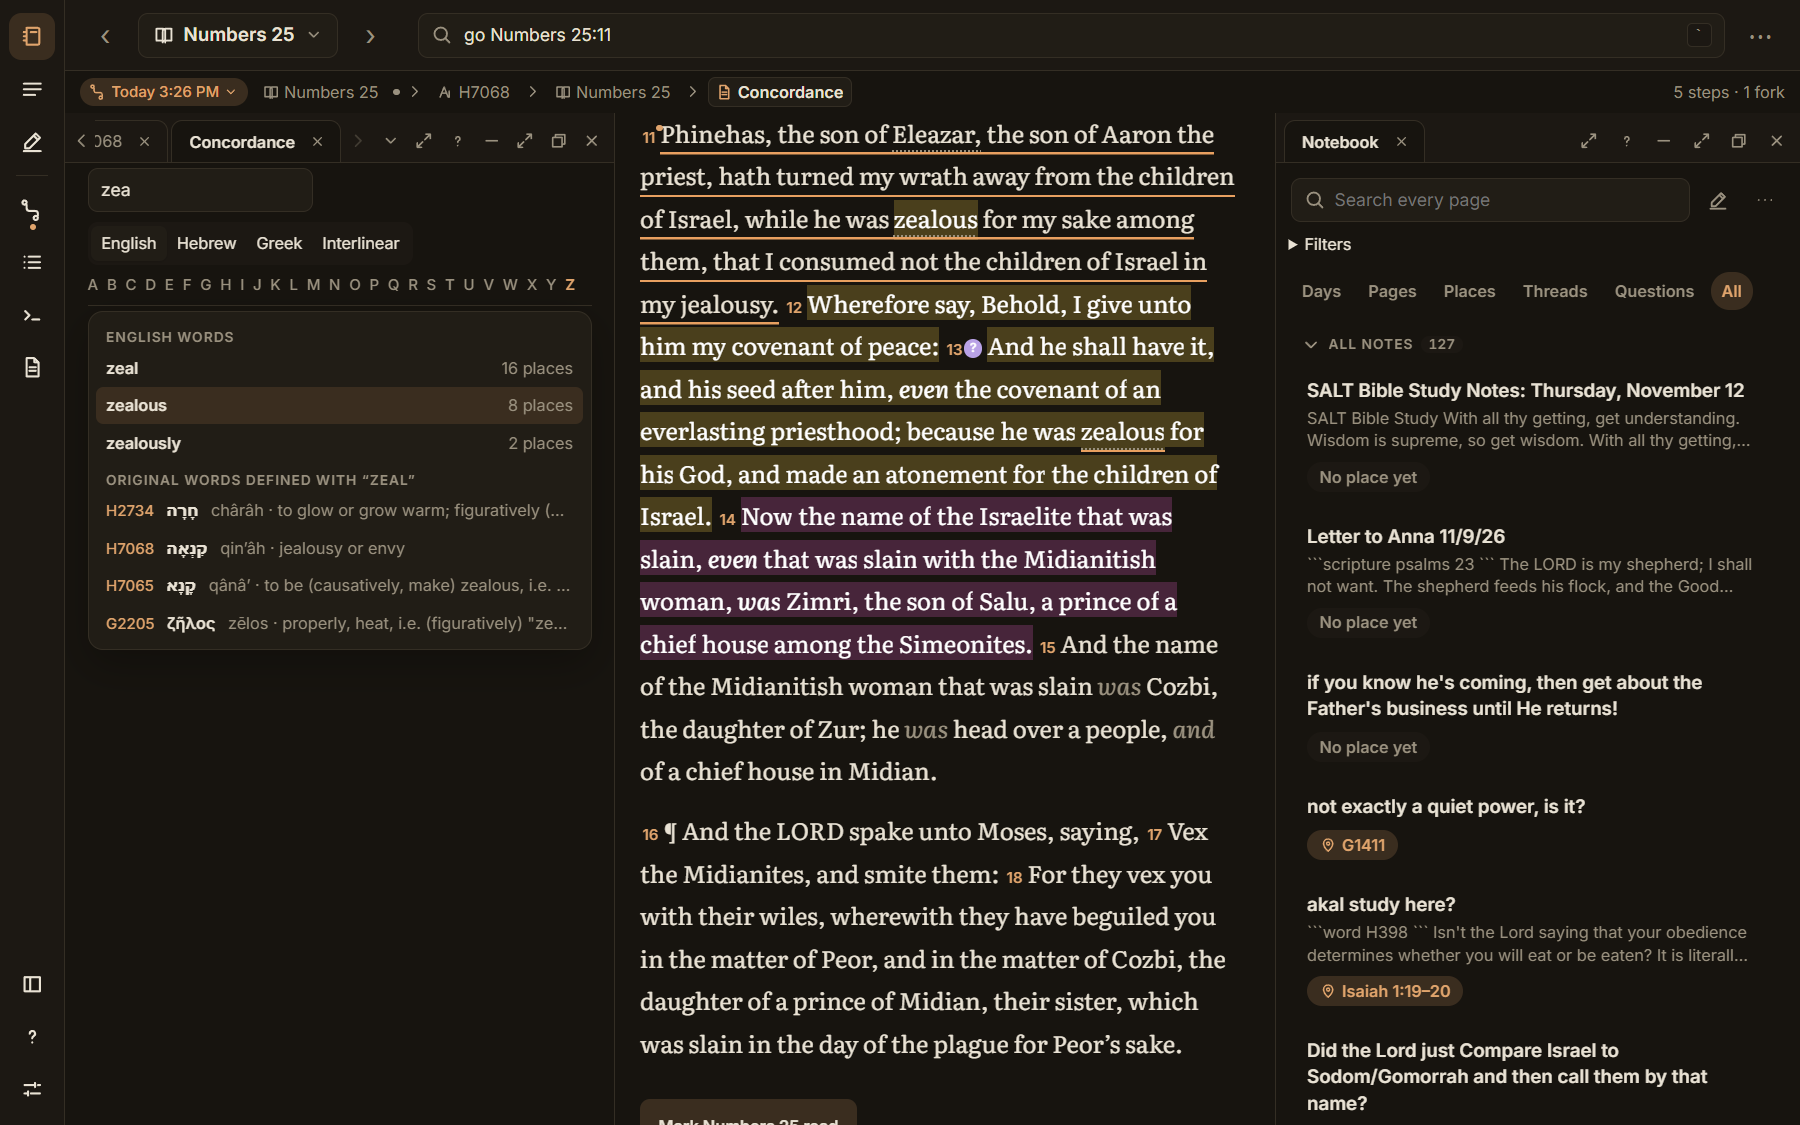 Numbers 25
go Numbers 25:11
`
Today 3:26 PM
Numbers 25
H7068
Numbers 25
Concordance
5 steps · 1 fork
068
Concordance
?
zea
English Hebrew Greek Interlinear
A B C D E F G H I J K L M N O P Q R S T U V W X Y Z
ENGLISH WORDS
zeal 16 places
zealous 8 places
zealously 2 places
ORIGINAL WORDS DEFINED WITH “ZEAL”
H2734 חָרָה chârâh · to glow or grow warm; figuratively (...
H7068 קִנְאָה qin’âh · jealousy or envy
H7065 קָנָא qânâ’ · to be (causatively, make) zealous, i.e. ...
G2205 ζῆλος zēlos · properly, heat, i.e. (figuratively) "ze...
11 Phinehas, the son of Eleazar, the son of Aaron the
priest, hath turned my wrath away from the children
of Israel, while he was zealous for my sake among
them, that I consumed not the children of Israel in
my jealousy. 12 Wherefore say, Behold, I give unto
him my covenant of peace: 13 ? And he shall have it,
and his seed after him, even the covenant of an
everlasting priesthood; because he was zealous for
his God, and made an atonement for the children of
Israel. 14 Now the name of the Israelite that was
slain, even that was slain with the Midianitish
woman, was Zimri, the son of Salu, a prince of a
chief house among the Simeonites. 15 And the name
of the Midianitish woman that was slain was Cozbi,
the daughter of Zur; he was head over a people, and
of a chief house in Midian.
16 ¶ And the LORD spake unto Moses, saying, 17 Vex
the Midianites, and smite them: 18 For they vex you
with their wiles, wherewith they have beguiled you
in the matter of Peor, and in the matter of Cozbi, the
daughter of a prince of Midian, their sister, which
was slain in the day of the plague for Peor’s sake.
Mark Numbers 25 read
Notebook
?
Search every page
Filters
Days Pages Places Threads Questions All
ALL NOTES 127
SALT Bible Study Notes: Thursday, November 12
SALT Bible Study With all thy getting, get understanding.
Wisdom is supreme, so get wisdom. With all thy getting,...
No place yet
Letter to Anna 11/9/26
```scripture psalms 23 ``` The LORD is my shepherd; I shall
not want. The shepherd feeds his flock, and the Good...
No place yet
if you know he's coming, then get about the
Father's business until He returns!
No place yet
not exactly a quiet power, is it?
G1411
akal study here?
```word H398 ``` Isn't the Lord saying that your obedience
determines whether you will eat or be eaten? It is literall...
Isaiah 1:19–20
Did the Lord just Compare Israel to
Sodom/Gomorrah and then call them by that
name?
?